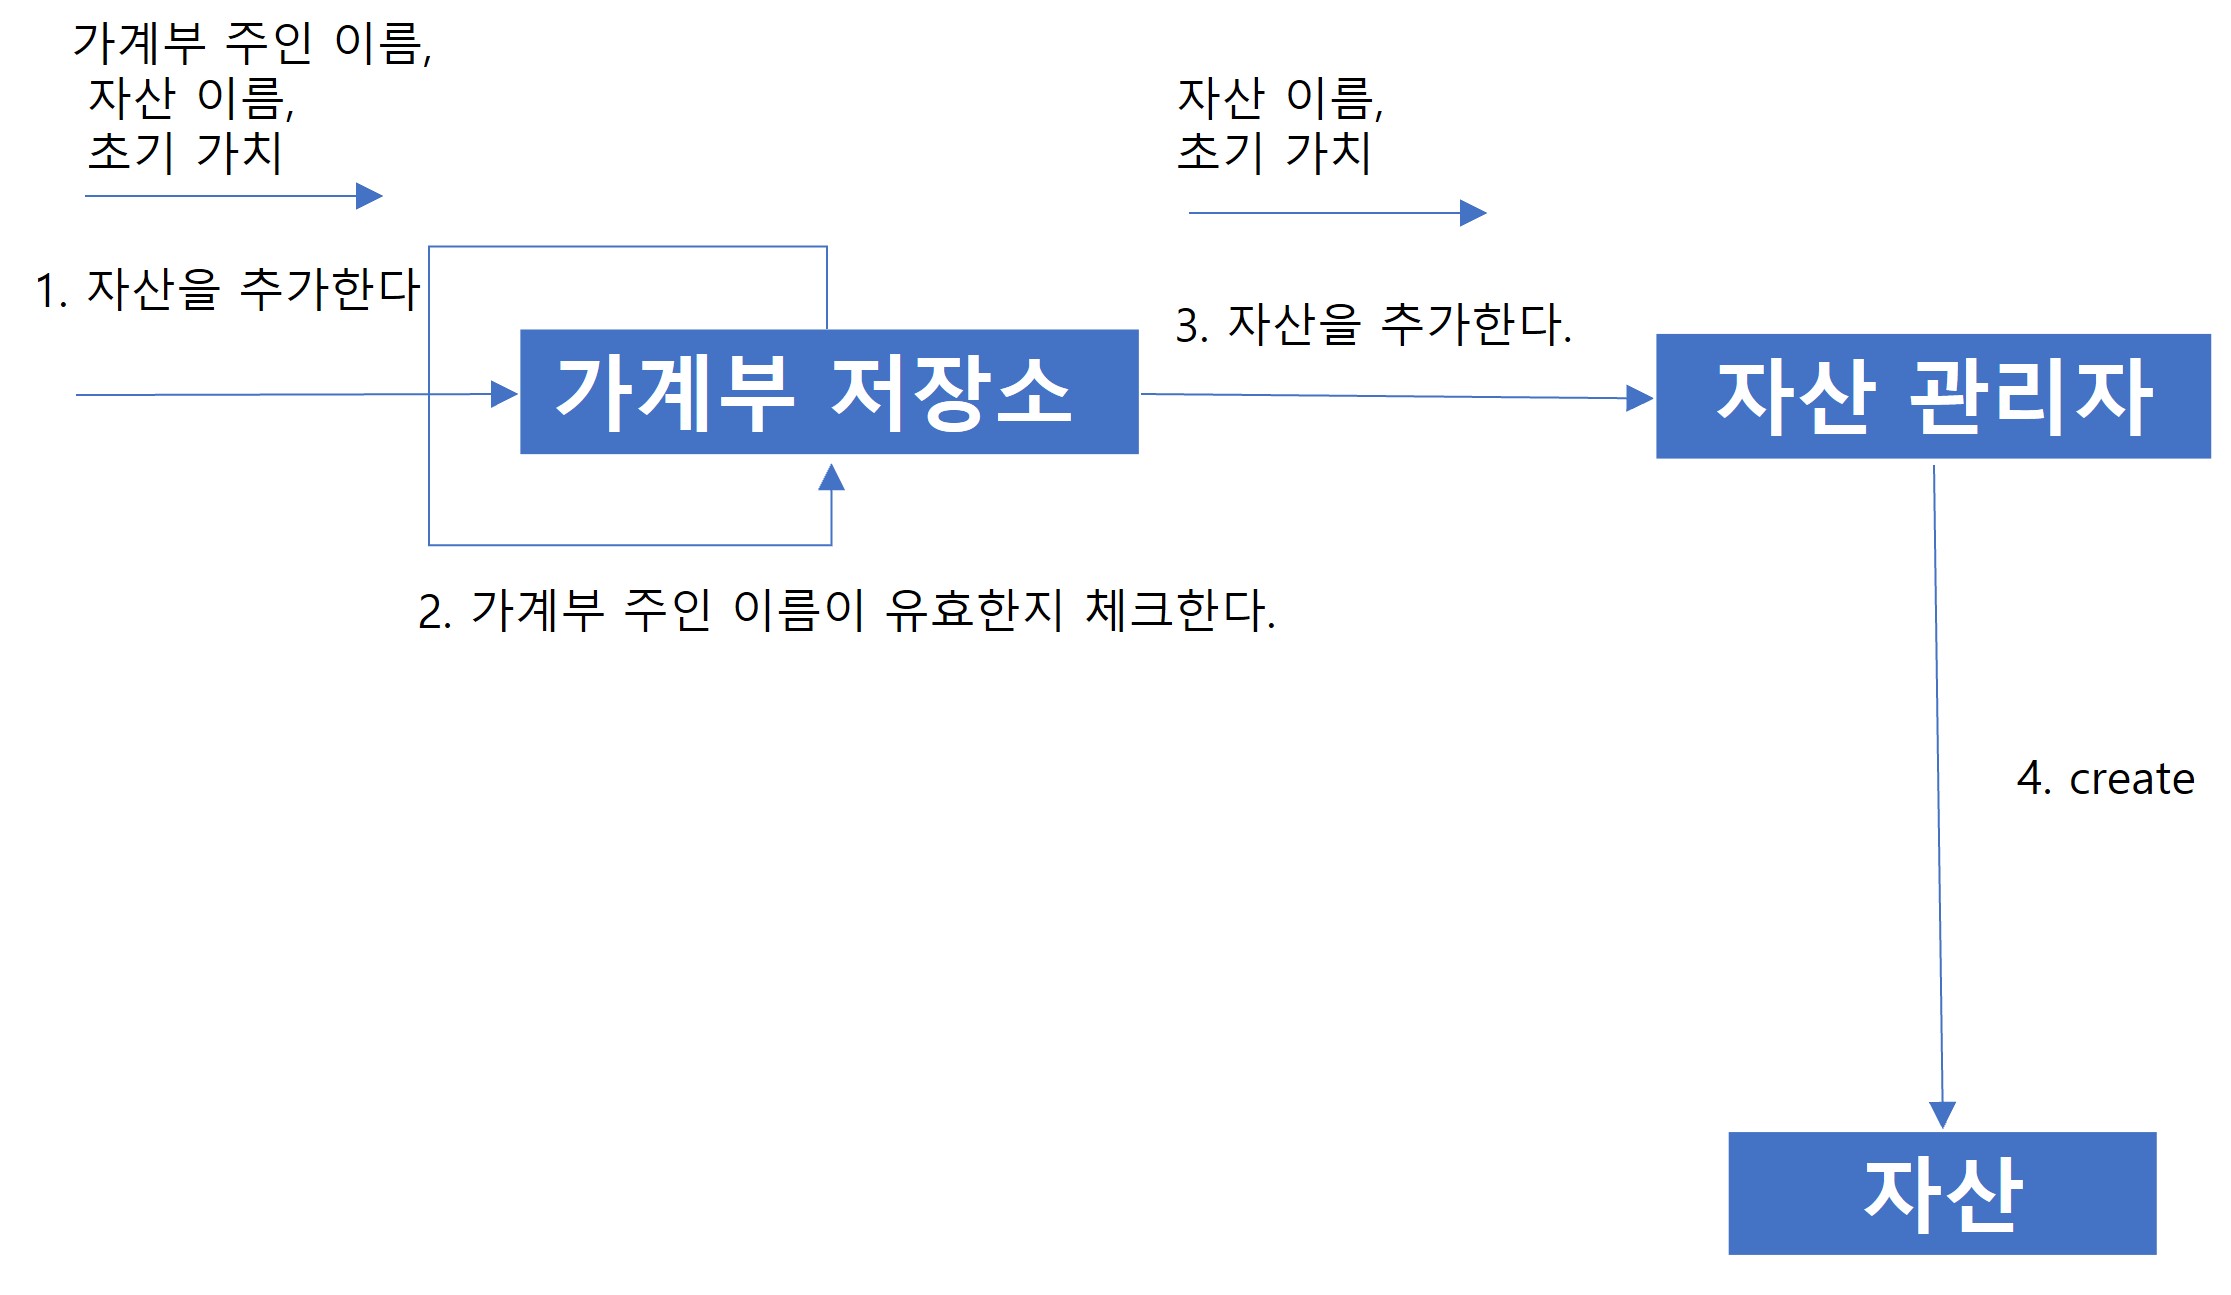 가계부 주인 이름,
자산 이름,
초기 가치
자산 이름,
초기 가치
1. 자산을 추가한다
3. 자산을 추가한다.
가계부 저장소
자산 관리자
2. 가계부 주인 이름이 유효한지 체크한다.
4. create
자산